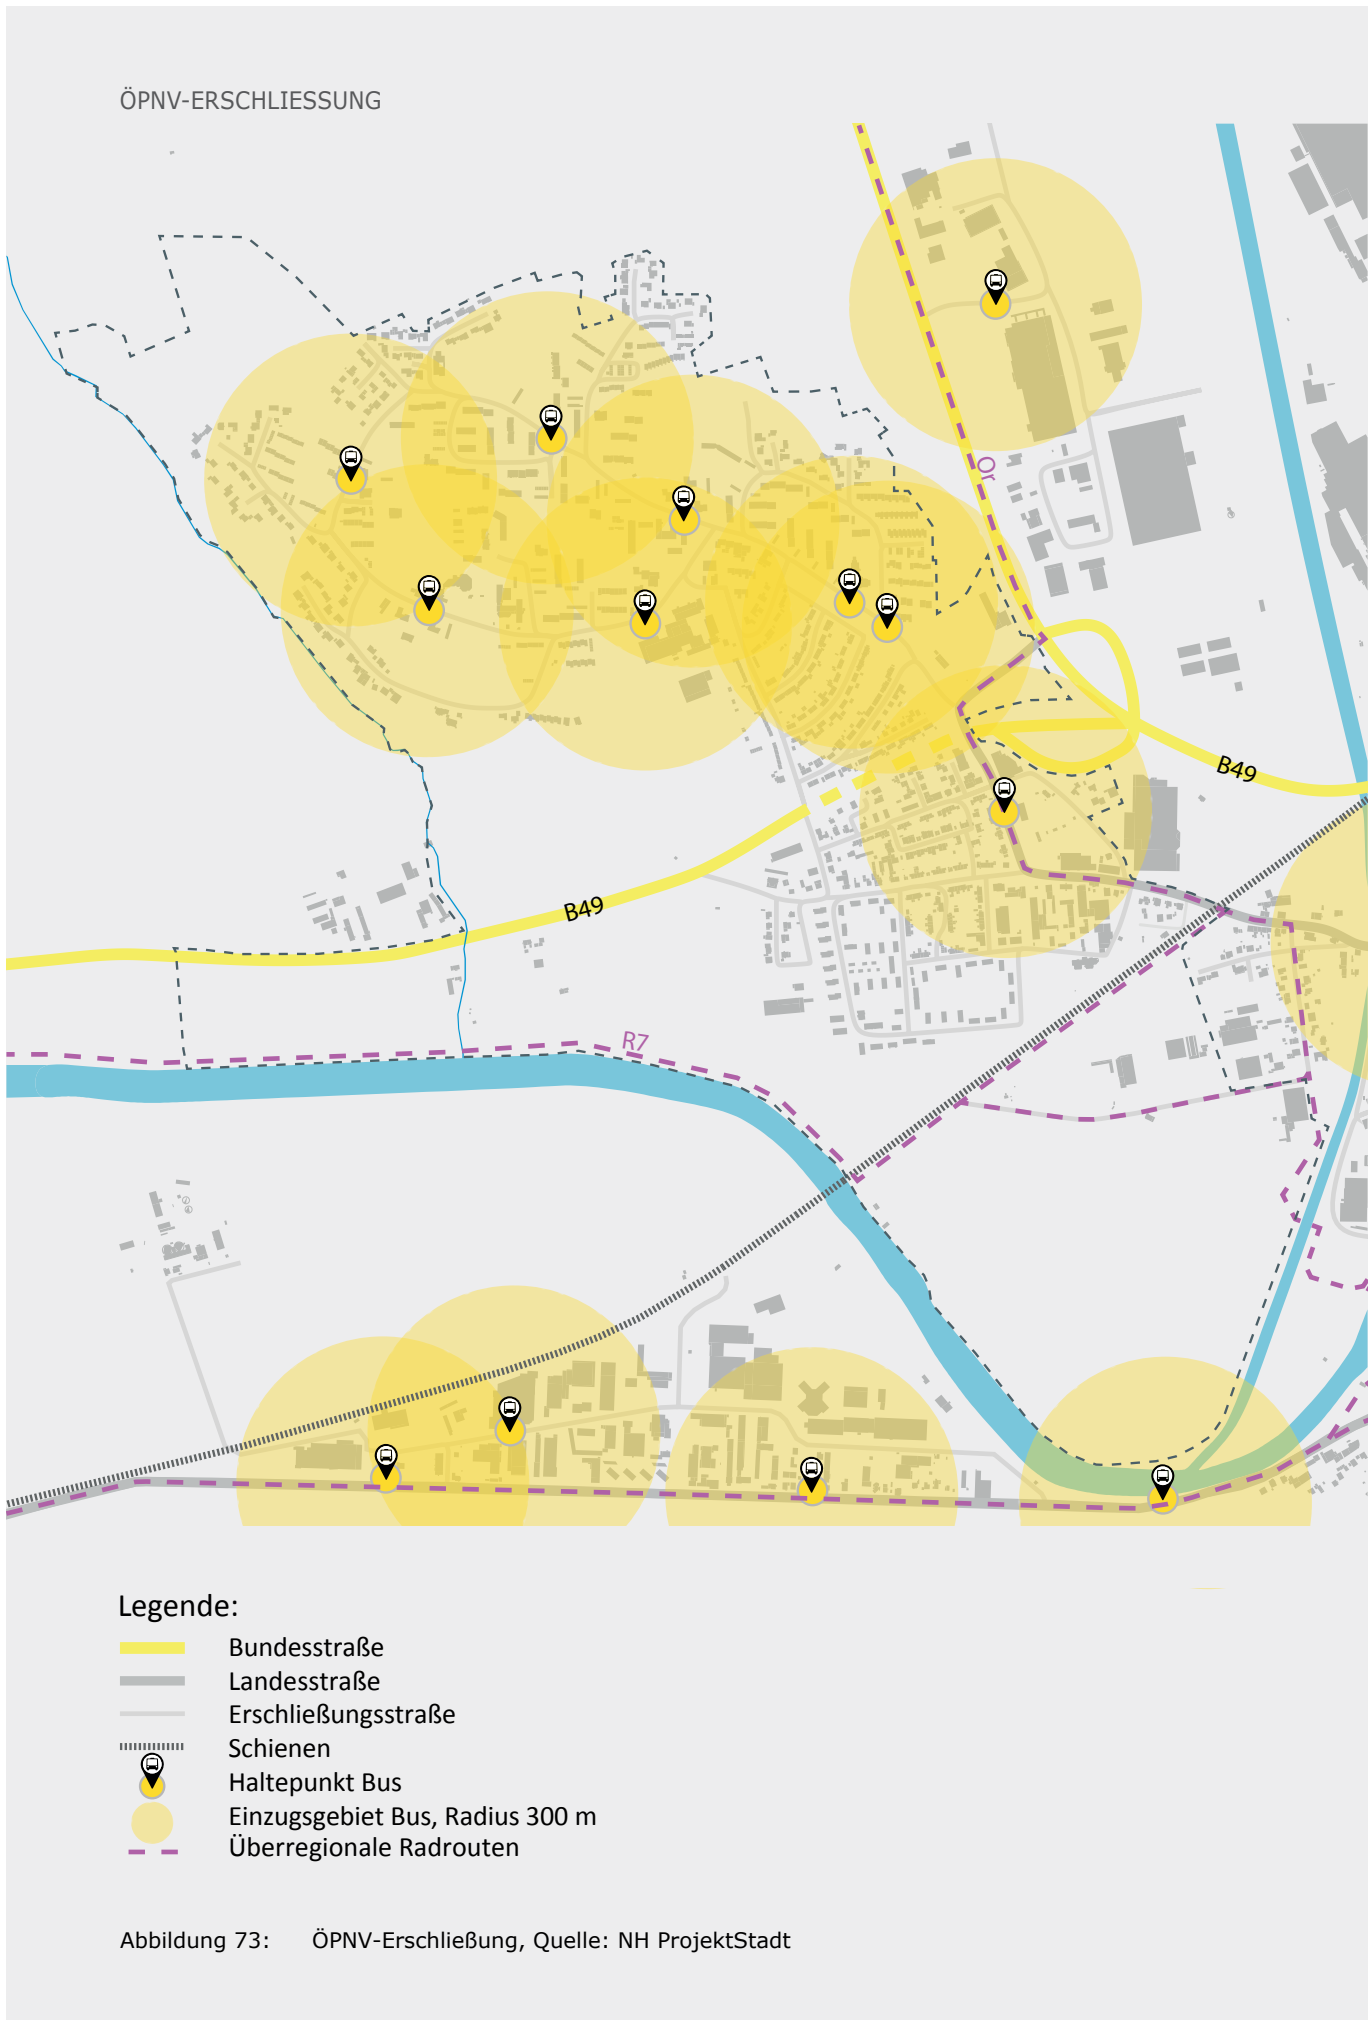 ÖPNV-ERSCHLIESSUNG
Or
B49
B49
R7
Legende:
Bundesstraße
Landesstraße
Erschließungsstraße
Schienen
Haltepunkt Bus
Einzugsgebiet Bus, Radius 300 m
Überregionale Radrouten
Abbildung 73: ÖPNV-Erschließung, Quelle: NH ProjektStadt